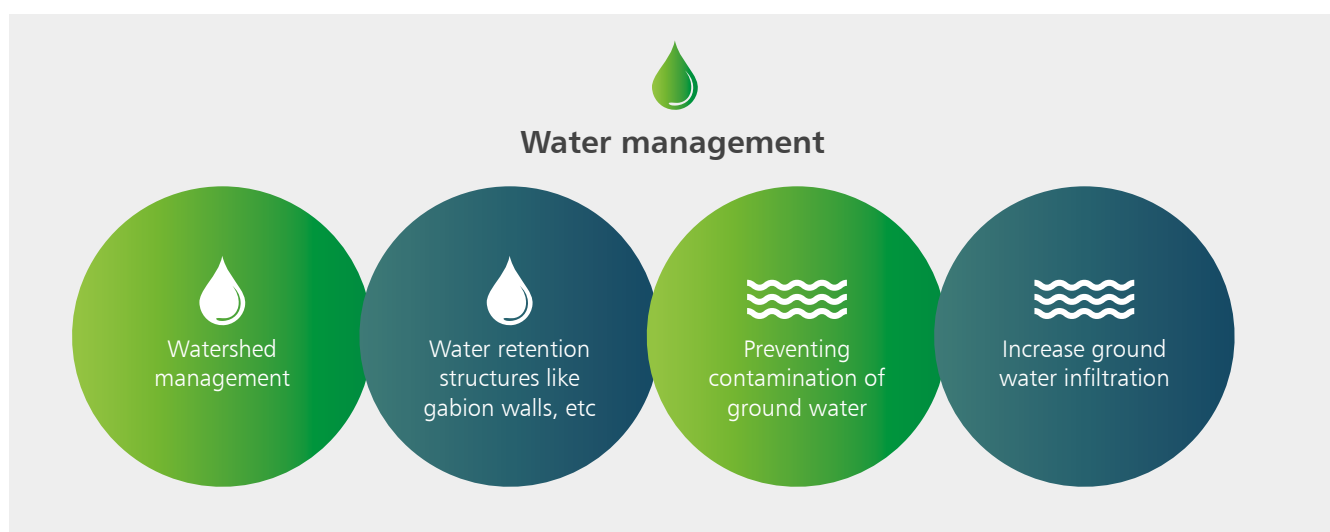 Water management
Watershed
management
Water retention
structures like
gabion walls, etc
Preventing
contamination of
ground water
Increase ground
water infiltration